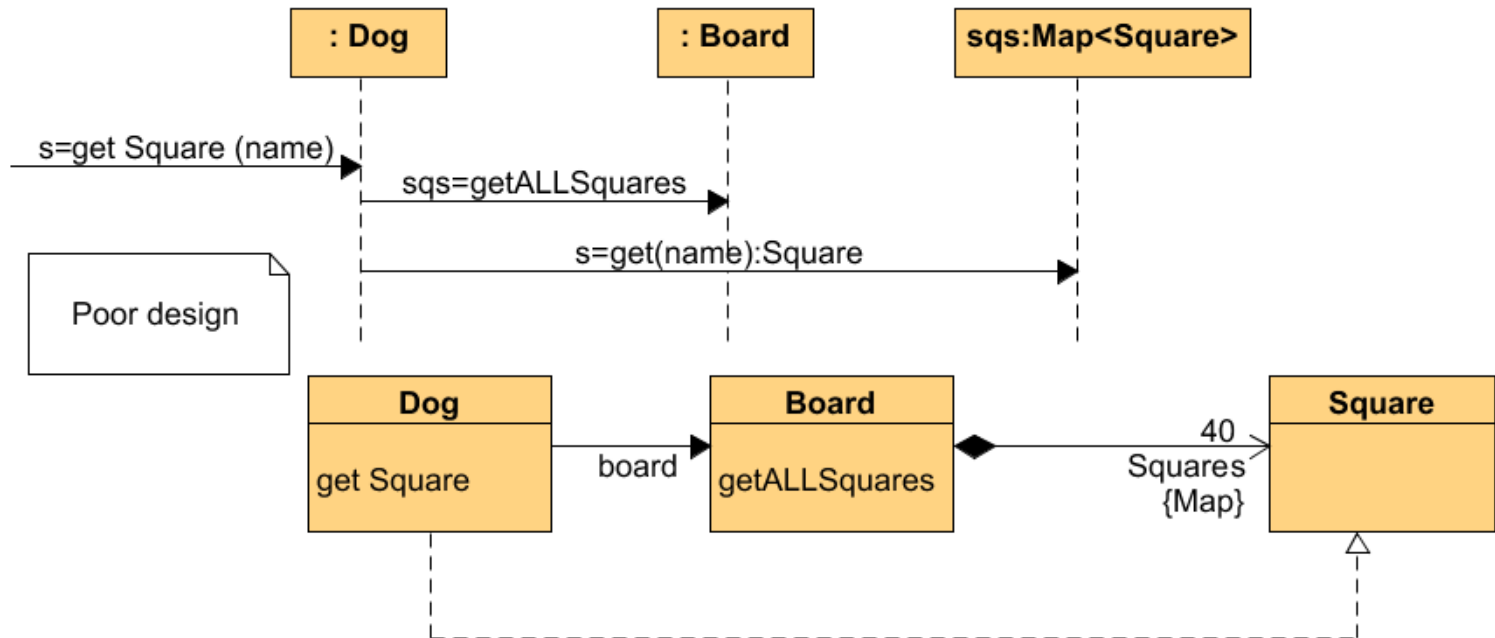 : Dog
: Board
sqs:Map<Square>
s=get Square (name)
sqs=getALLSquares
s=get(name):Square
Poor design
Dog
get Square
board
Board
getALLSquares
40
Squares
{Map}
Square